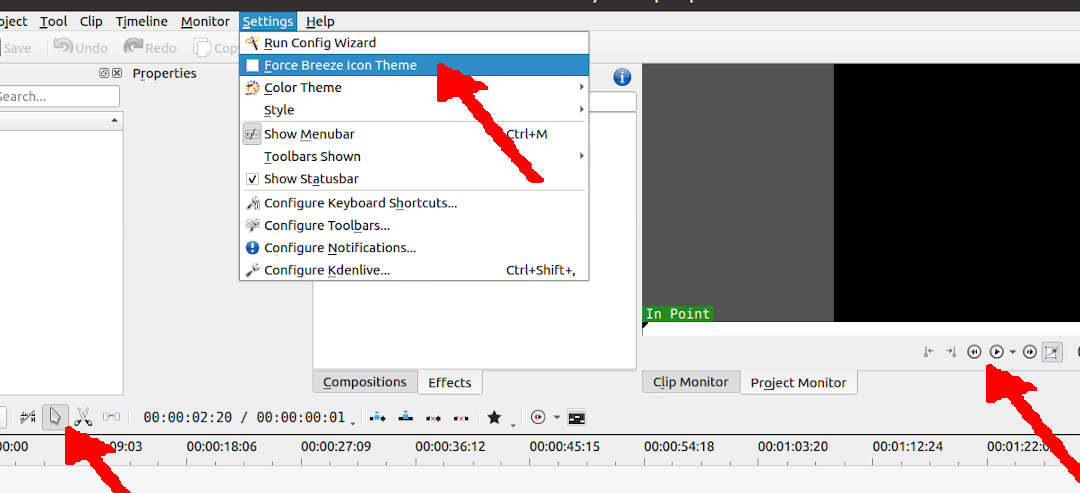 oject Tool Clip Timeline Monitor Settings Help
Save Undo Redo Cop
Run Config Wizard
Force Breeze Icon Theme
Color Theme
Style
Show Menubar Ctrl+M
Toolbars Shown
Show Statusbar
Configure Keyboard Shortcuts...
Configure Toolbars...
Configure Notifications...
Configure Kdenlive... Ctrl+Shift+,
Properties
Search...
In Point
Compositions Effects
Clip Monitor Project Monitor
00:00:02:20 / 00:00:00:01
00:00 :09:03 00:00:18:06 00:00:27:09 00:00:36:12 00:00:45:15 00:00:54:18 00:01:03:20 00:01:12:24 00:01:22:0